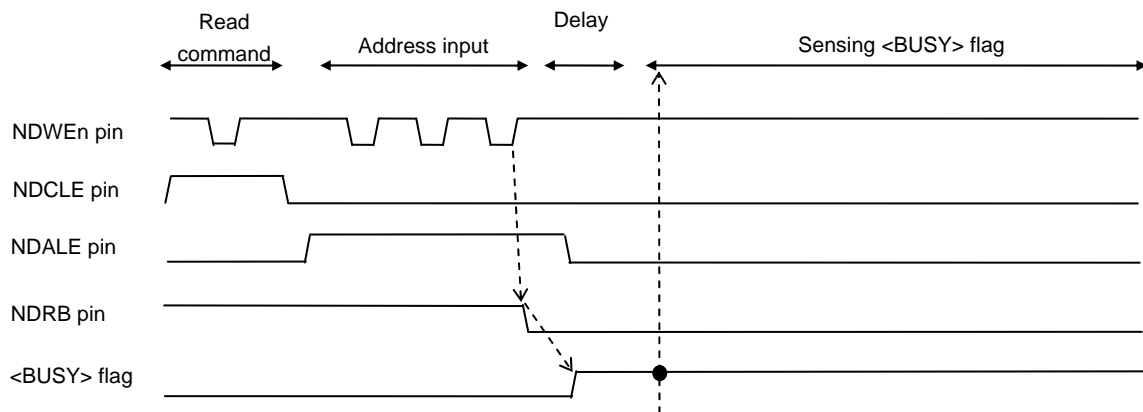 Read
command
Address input
Delay
Sensing <BUSY> flag
NDWEn pin
NDCLE pin
NDALE pin
NDRB pin
<BUSY> flag